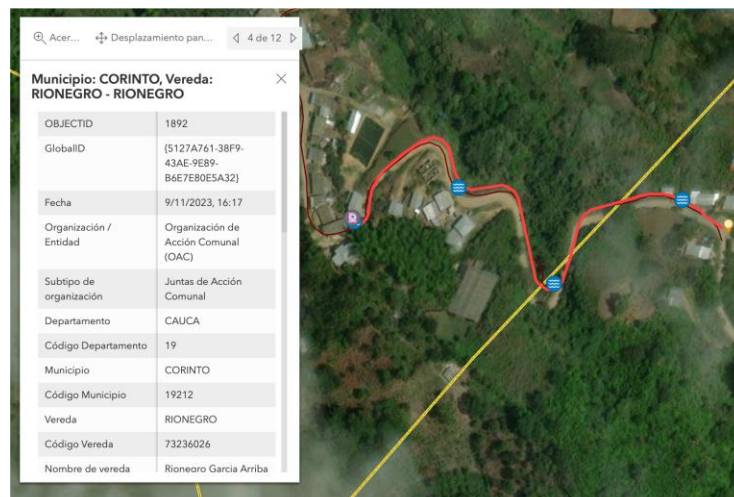 Acer... Desplazamiento pan... 4 de 12
Municipio: CORINTO, Vereda:
RIONEGRO - RIONEGRO
OBJECTID 1892
GlobalID {5127A761-38F9-
43AE-9E89-
B6E7E80E5A32}
Fecha 9/11/2023, 16:17
Organización / Organización de
Entidad Acción Comunal
(OAC)
Subtipo de Juntas de Acción
organización Comunal
Departamento CAUCA
Código Departamento 19
Municipio CORINTO
Código Municipio 19212
Vereda RIONEGRO
Código Vereda 73236026
Nombre de vereda Rionegro Garcia Arriba